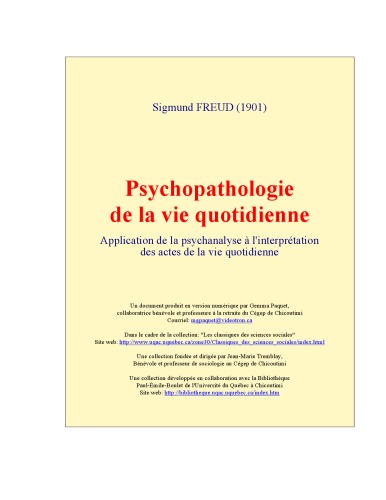 Sigmund FREUD (1901)
Psychopathologie
de la vie quotidienne
Application de la psychanalyse à l'interprétation
des actes de la vie quotidienne
Un document produit en version numérique par Gemma Paquet,
collaboratrice bénévole et professeure à la retraite du Cégep de Chicoutimi
Courriel: mgpaquet@videotron.ca
Dans le cadre de la collection: "Les classiques des sciences sociales"
Site web: http://www.uqac.uquebec.ca/zone30/Classiques_des_sciences_sociales/index.html
Une collection fondée et dirigée par Jean-Marie Tremblay,
Bénévole et professeur de sociologie au Cégep de Chicoutimi
Une collection développée en collaboration avec la Bibliothèque
Paul-Émile-Boulet de l'Université du Québec à Chicoutimi
Site web: http://bibliotheque.uqac.uquebec.ca/index.htm